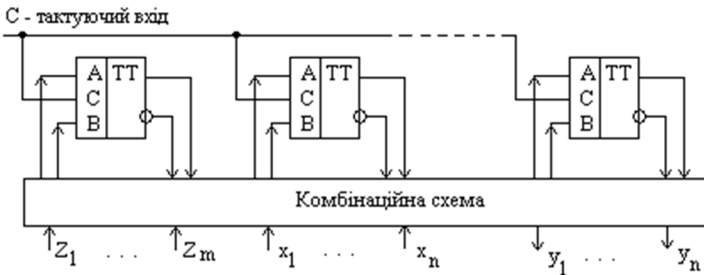 С - тактуючий вхід
A TT
C
B
A TT
C
B
A TT
C
B
Комбінаційна схема
Z1 . . . Zm x1 . . . xn y1 . . . yn